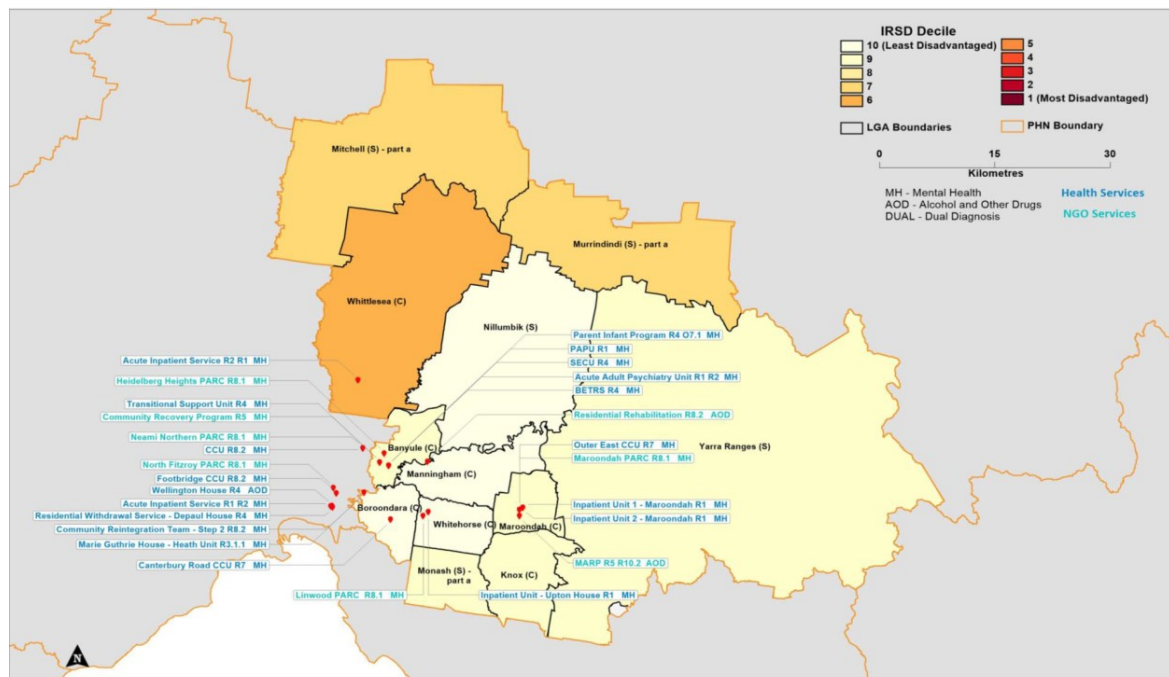 IRSD Decile
10 (Least Disadvantaged)
9
8
7
6
5
4
3
2
1 (Most Disadvantaged)
LGA Boundaries
PHN Boundary
0
15
30
Kilometres
MH - Mental Health
AOD - Alcohol and Other Drugs
DUAL - Dual Diagnosis
Health Services
NGO Services
Mitchell (S) - part a
Murrindindi (S) - part a
Whittlesea (C)
Nillumbik (S)
Yarra Ranges (S)
Banyule (C)
Manningham (C)
Boroondara (C)
Whitehorse (C)
Maroondah (C)
Monash (S) -
part a
Knox (C)
Acute Inpatient Service R2 R1 MH
Heidelberg Heights PARC R8.1 MH
Transitional Support Unit R4 MH
Community Recovery Program R5 MH
Neami Northern PARC R8.1 MH
CCU R8.2 MH
North Fitzroy PARC R8.1 MH
Footbridge CCU R8.2 MH
Wellington House R4 AOD
Acute Inpatient Service R1 R2 MH
Residential Withdrawal Service - Depaul House R4 MH
Community Reintegration Team - Step 2 R8.2 MH
Marie Guthrie House - Heath Unit R3.1.1 MH
Canterbury Road CCU R7 MH
Linwood PARC R8.1 MH
Parent Infant Program R4 O7.1 MH
PAPU R1 MH
SECU R4 MH
Acute Adult Psychiatry Unit R1 R2 MH
BETRS R4 MH
Residential Rehabilitation R8.2 AOD
Outer East CCU R7 MH
Maroondah PARC R8.1 MH
Inpatient Unit 1 - Maroondah R1 MH
Inpatient Unit 2 - Maroondah R1 MH
MARP R5 R10.2 AOD
Inpatient Unit - Upton House R1 MH
N